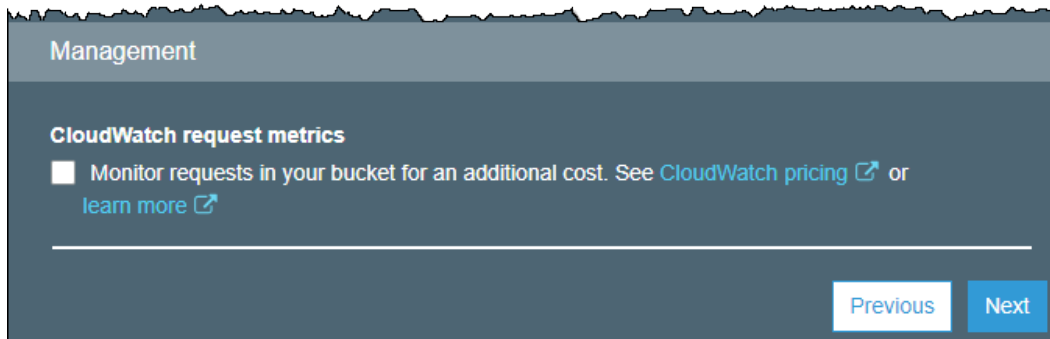 Management
CloudWatch request metrics
Monitor requests in your bucket for an additional cost. See CloudWatch pricing or
learn more
Previous Next